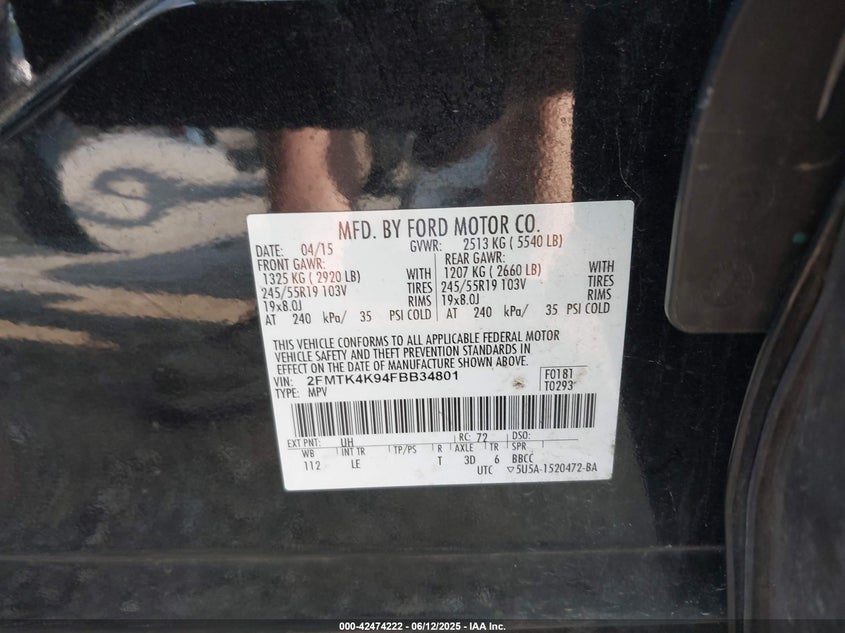 MFD. BY FORD MOTOR CO.
DATE: 04/15 GVWR: 2513 KG ( 5540 LB)
FRONT GAWR: REAR GAWR:
1325 KG ( 2920 LB) WITH 1207 KG ( 2660 LB) WITH
245/55R19 103V TIRES 245/55R19 103V TIRES
19x8.0J RIMS 19x8.0J RIMS
AT 240 kPa/ 35 PSI COLD AT 240 kPa/ 35 PSI COLD
THIS VEHICLE CONFORMS TO ALL APPLICABLE FEDERAL MOTOR
VEHICLE SAFETY AND THEFT PREVENTION STANDARDS IN
EFFECT ON THE DATE OF MANUFACTURE SHOWN ABOVE.
VIN: 2FMTK4K94FBB34801 F0181
TYPE: MPV T0293
EXT PNT: UH RC: 72 DSO:
WB INT TR TP/PS R AXLE TR SPR
112 LE T 3D 6 BBCC
UTC ▽5U5A-1520472-BA
000-42474222 - 06/12/2025 - IAA Inc.